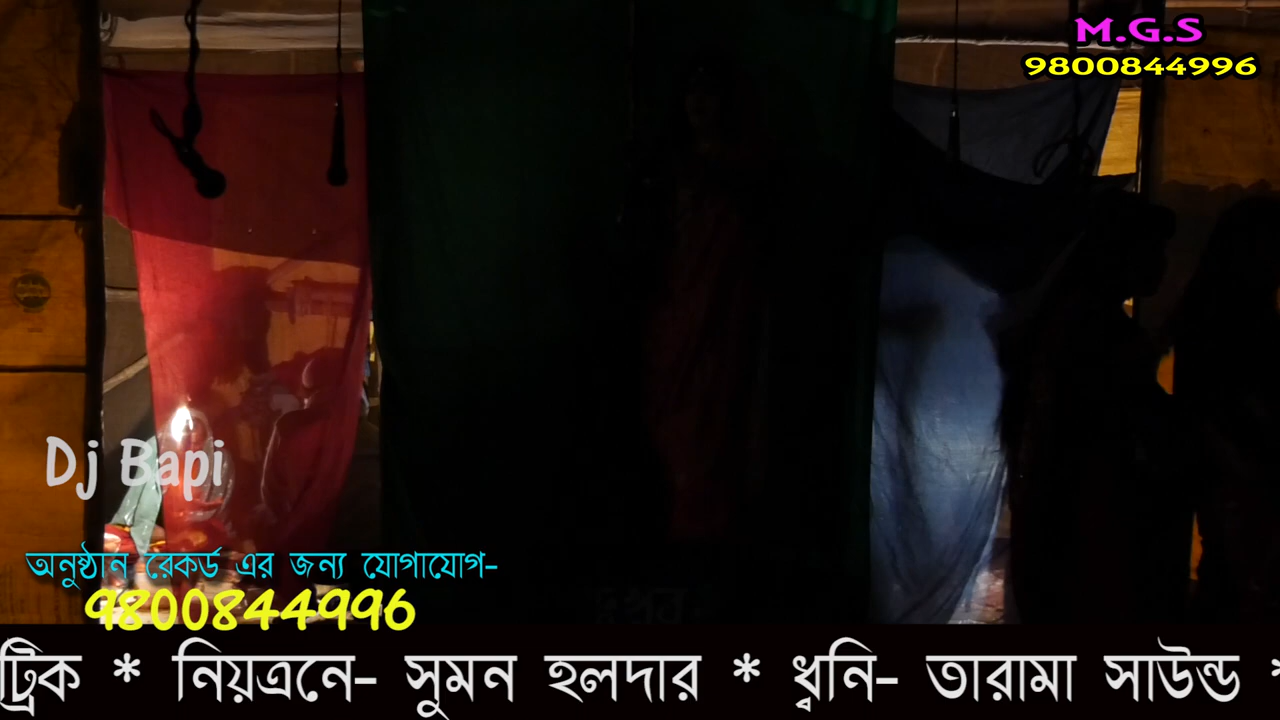 M.G.S
9800844996
Dj Bapi
অনুষ্ঠান রেকর্ড এর জন্য যোগাযোগ-
9800844996
ট্রিক * নিয়ত্রনে- সুমন হলদার * ধ্বনি- তারামা সাউন্ড *